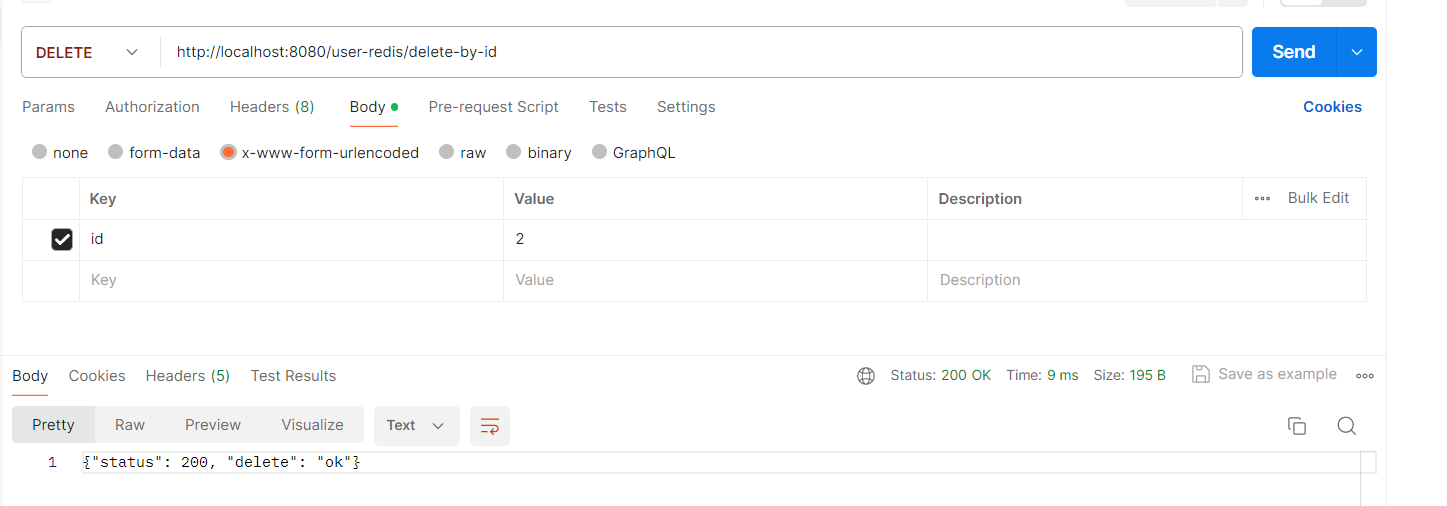 DELETE http://localhost:8080/user-redis/delete-by-id Send
Params Authorization Headers (8) Body Pre-request Script Tests Settings Cookies
none form-data x-www-form-urlencoded raw binary GraphQL
Key Value Description Bulk Edit
id 2
Key Value Description
Body Cookies Headers (5) Test Results Status: 200 OK Time: 9 ms Size: 195 B Save as example
Pretty Raw Preview Visualize Text
1 {"status": 200, "delete": "ok"}